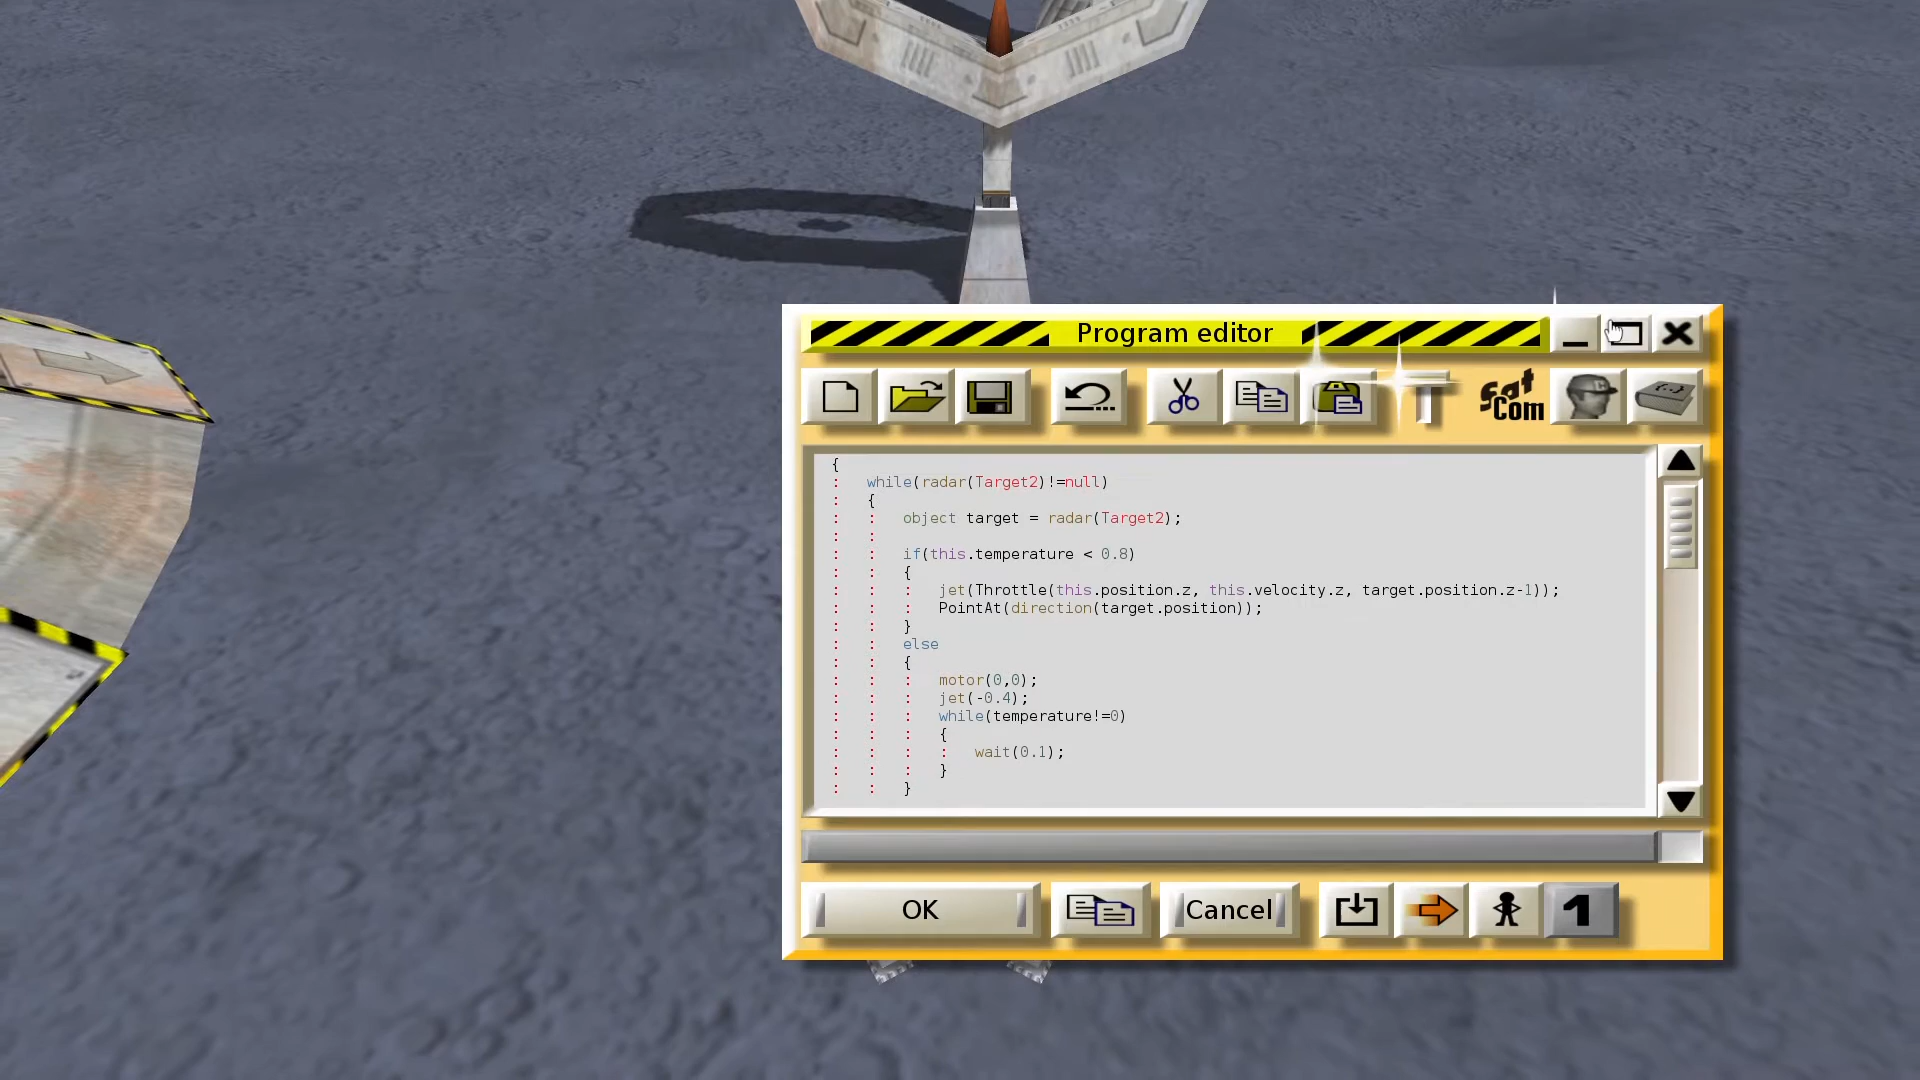 Program editor
T
Sat
Com
{
: while(radar(Target2)!=null)
: {
: : object target = radar(Target2);
: :
: : if(this.temperature < 0.8)
: : {
: : : jet(Throttle(this.position.z, this.velocity.z, target.position.z-1));
: : : PointAt(direction(target.position));
: : }
: : else
: : {
: : : motor(0,0);
: : : jet(-0.4);
: : : while(temperature!=0)
: : : {
: : : : wait(0.1);
: : : }
: : }
OK
Cancel
1